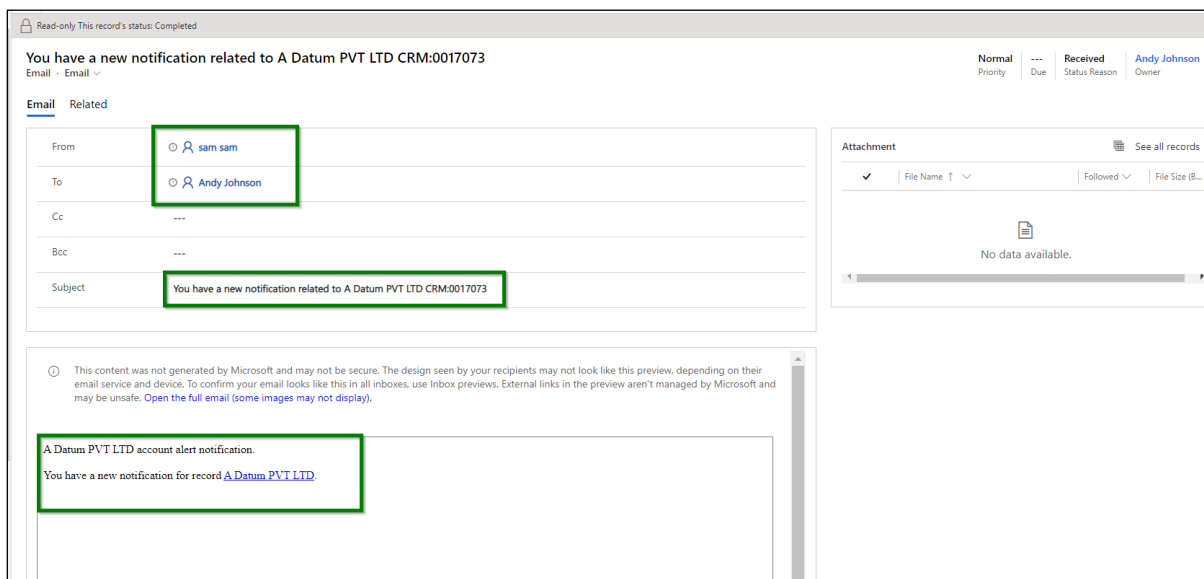 Read-only This record's status: Completed
You have a new notification related to A Datum PVT LTD CRM:0017073
Email · Email
Normal
Priority
---
Due
Received
Status Reason
Andy Johnson
Owner
Email Related
From sam sam
To Andy Johnson
Cc ---
Bcc ---
Subject You have a new notification related to A Datum PVT LTD CRM:0017073
Attachment See all records
File Name ↑ Followed File Size (B...
No data available.
This content was not generated by Microsoft and may not be secure. The design seen by your recipients may not look like this preview, depending on their
email service and device. To confirm your email looks like this in all inboxes, use Inbox previews. External links in the preview aren't managed by Microsoft and
may be unsafe. Open the full email (some images may not display).
A Datum PVT LTD account alert notification.
You have a new notification for record A Datum PVT LTD.